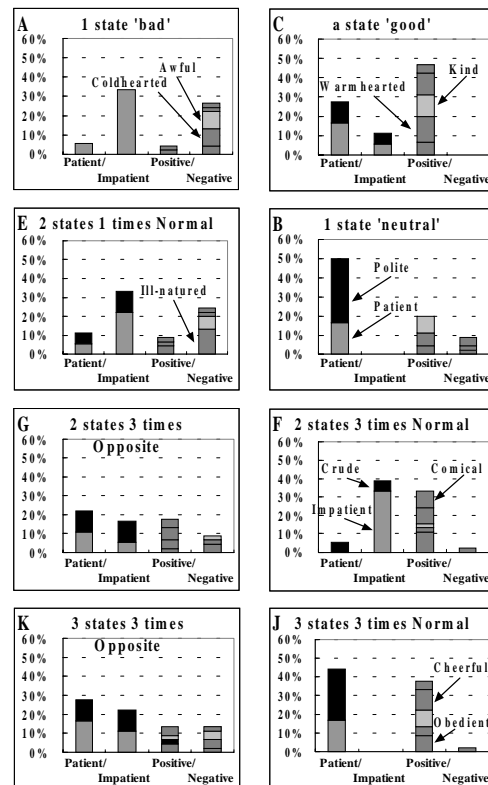 A 1 state 'bad'
60%
50%
40%
30%
20%
10%
0%
Awful
Coldhearted
Patient/ Positive/
Impatient Negative
C a state 'good'
60%
50%
40%
30%
20%
10%
0%
Kind
Warmhearted
Patient/ Positive/
Impatient Negative
E 2 states 1 times Normal
60%
50%
40%
30%
20%
10%
0%
Ill-natured
Patient/ Positive/
Impatient Negative
B 1 state 'neutral'
60%
50%
40%
30%
20%
10%
0%
Polite
Patient
Patient/ Positive/
Impatient Negative
G 2 states 3 times
Opposite
60%
50%
40%
30%
20%
10%
0%
Patient/ Positive/
Impatient Negative
F 2 states 3 times Normal
60%
50%
40%
30%
20%
10%
0%
Crude
Comical
Impatient
Patient/ Positive/
Impatient Negative
K 3 states 3 times
Opposite
60%
50%
40%
30%
20%
10%
0%
Patient/ Positive/
Impatient Negative
J 3 states 3 times Normal
60%
50%
40%
30%
20%
10%
0%
Cheerful
Obedient
Patient/ Positive/
Impatient Negative